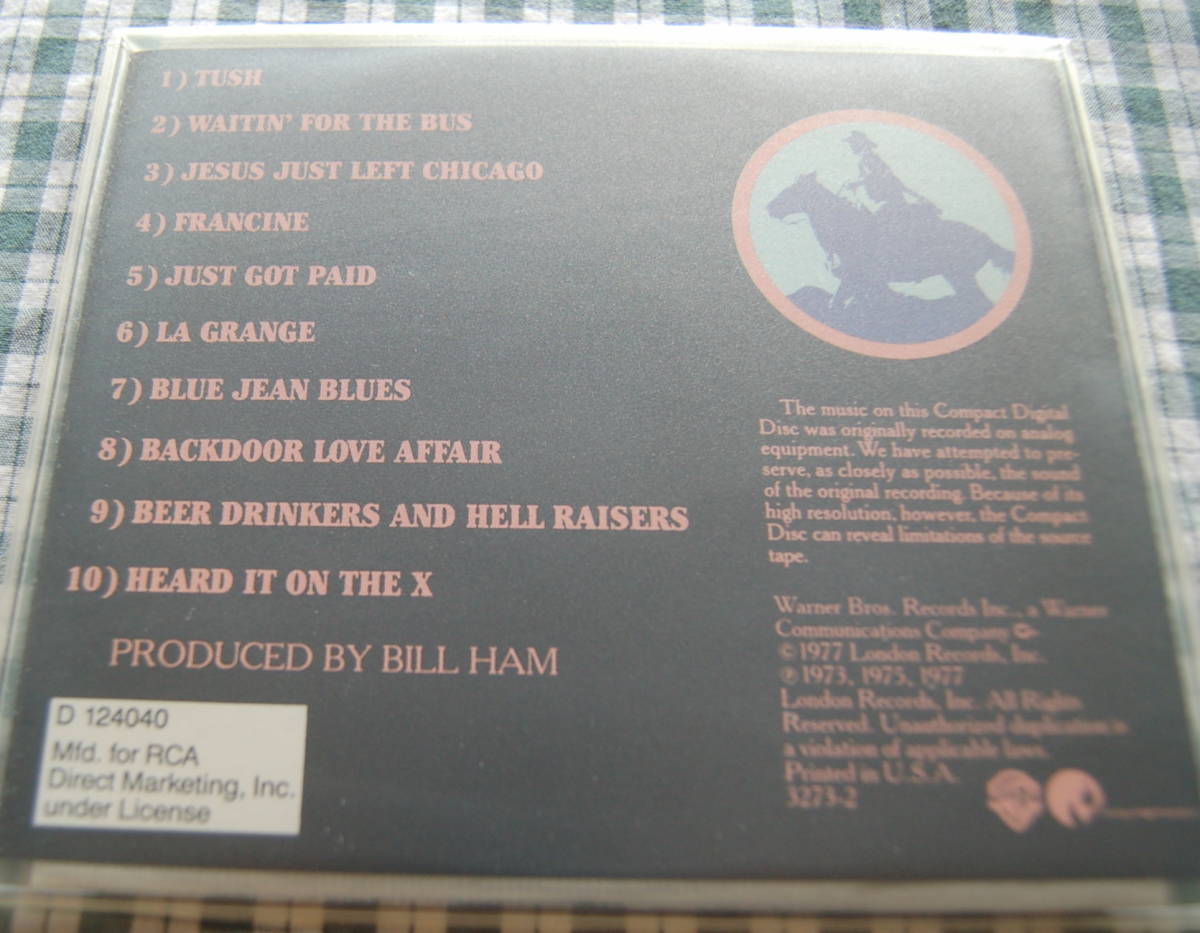 1) TUSH
2) WAITIN' FOR THE BUS
3) JESUS JUST LEFT CHICAGO
4) FRANCINE
5) JUST GOT PAID
6) LA GRANGE
7) BLUE JEAN BLUES
8) BACKDOOR LOVE AFFAIR
9) BEER DRINKERS AND HELL RAISERS
10) HEARD IT ON THE X
PRODUCED BY BILL HAM
D 124040
Mfd. for RCA
Direct Marketing, Inc.
under License
The music on this Compact Digital
Disc was originally recorded on analog
equipment. We have attempted to pre-
serve, as closely as possible, the sound
of the original recording. Because of its
high resolution, however, the Compact
Disc can reveal limitations of the source
tape.
Warner Bros. Records Inc., a Warner
Communications Company
©1977 London Records, Inc.
℗1973, 1975, 1977
London Records, Inc. All Rights
Reserved. Unauthorized duplication is
a violation of applicable laws.
Printed in U.S.A.
3273-2